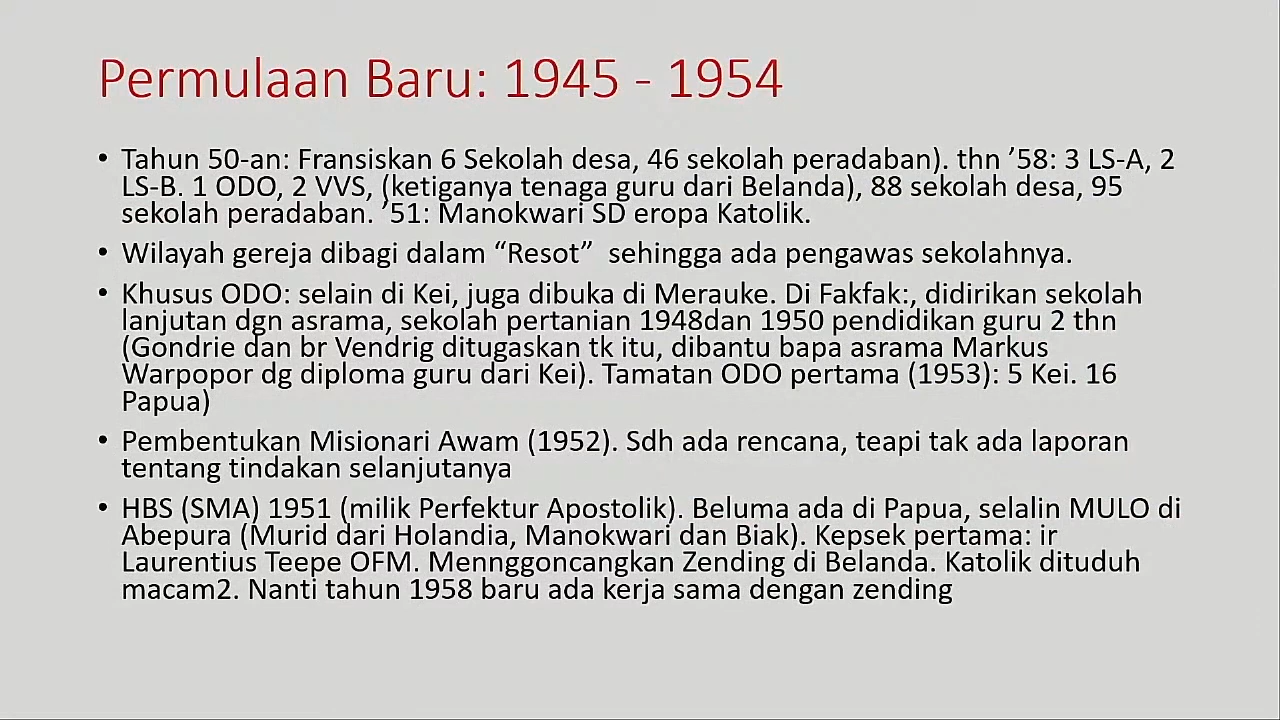 Permulaan Baru: 1945 - 1954
• Tahun 50-an: Fransiskan 6 Sekolah desa, 46 sekolah peradaban). thn ’58: 3 LS-A, 2
LS-B. 1 ODO, 2 VVS, (ketiganya tenaga guru dari Belanda), 88 sekolah desa, 95
sekolah peradaban. ’51: Manokwari SD eropa Katolik.
• Wilayah gereja dibagi dalam “Resot” sehingga ada pengawas sekolahnya.
• Khusus ODO: selain di Kei, juga dibuka di Merauke. Di Fakfak:, didirikan sekolah
lanjutan dgn asrama, sekolah pertanian 1948dan 1950 pendidikan guru 2 thn
(Gondrie dan br Vendrig ditugaskan tk itu, dibantu bapa asrama Markus
Warpopor dg diploma guru dari Kei). Tamatan ODO pertama (1953): 5 Kei. 16
Papua)
• Pembentukan Misionari Awam (1952). Sdh ada rencana, teapi tak ada laporan
tentang tindakan selanjutanya
• HBS (SMA) 1951 (milik Perfektur Apostolik). Beluma ada di Papua, selalin MULO di
Abepura (Murid dari Holandia, Manokwari dan Biak). Kepsek pertama: ir
Laurentius Teepe OFM. Mennggoncangkan Zending di Belanda. Katolik dituduh
macam2. Nanti tahun 1958 baru ada kerja sama dengan zending